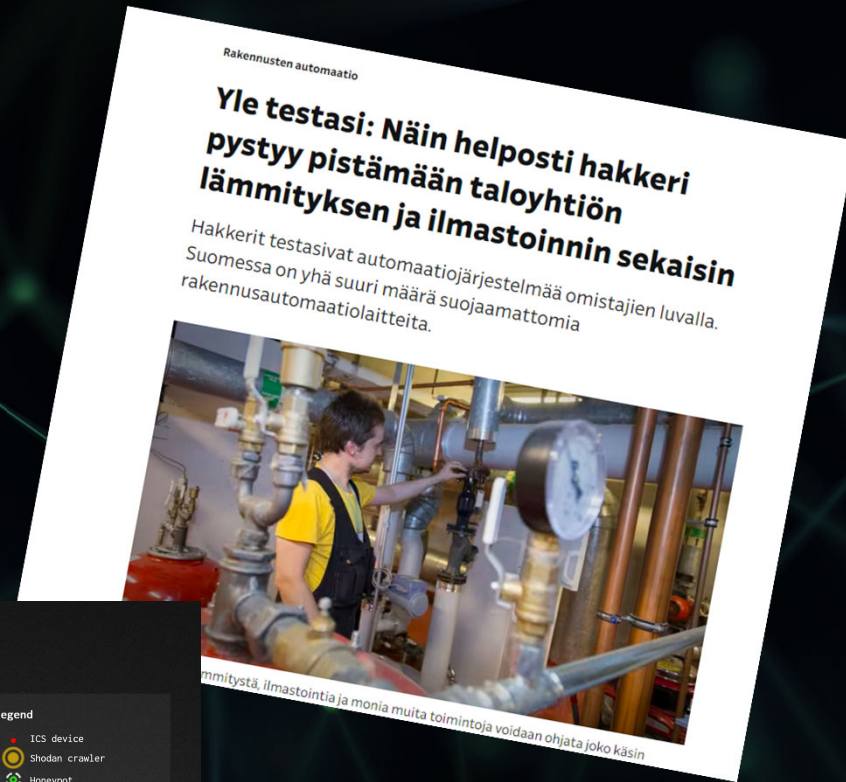 Rakennusten automaatio
Yle testasi: Näin helposti hakkeri
pystyy pistämään taloyhtiön
lämmityksen ja ilmastoinnin sekaisin
Hakkerit testasivat automaatiojärjestelmää omistajien luvalla.
Suomessa on yhä suuri määrä suojaamattomia
rakennusautomaatiolaitteita.
mmitystä, ilmastointia ja monia muita toimintoja voidaan ohjata joko käsin
egend
ICS device
Shodan crawler
Honeypot